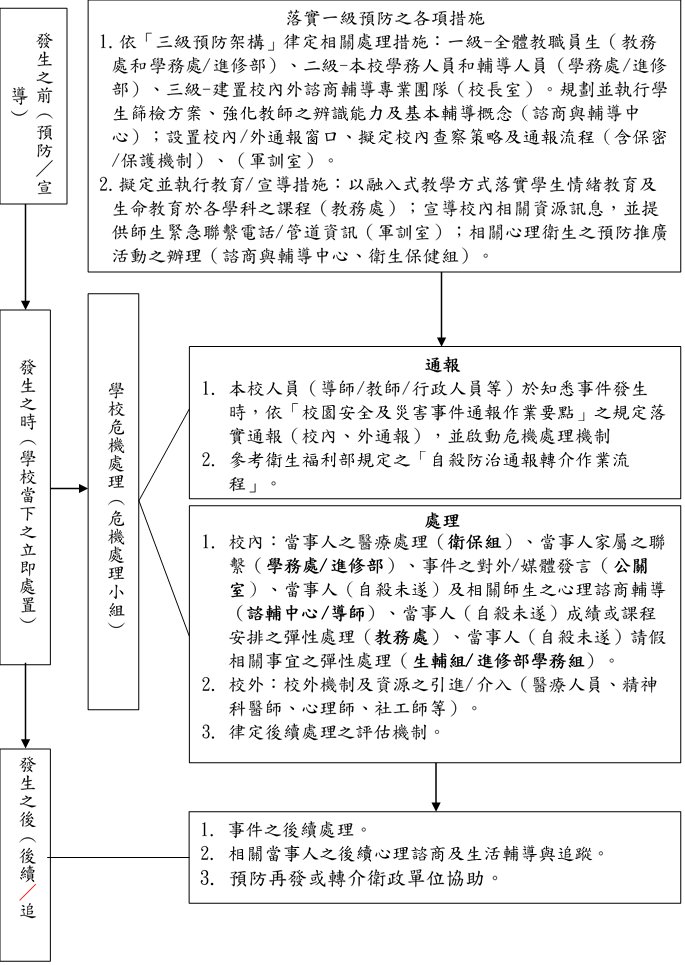 發生之前（預防/宣
導）
落實一級預防之各項措施
1. 依「三級預防架構」律定相關處理措施：一級-全體教職員生（教務
處和學務處/進修部）、二級-本校學務人員和輔導人員（學務處/進修
部）、三級-建置校內外諮商輔導專業團隊（校長室）。規劃並執行學
生篩檢方案、強化教師之辨識能力及基本輔導概念（諮商與輔導中
心）；設置校內/外通報窗口、擬定校內查察策略及通報流程（含保密
/保護機制）、（軍訓室）。
2. 擬定並執行教育/宣導措施：以融入式教學方式落實學生情緒教育及
生命教育於各學科之課程（教務處）；宣導校內相關資源訊息，並提
供師生緊急聯繫電話/管道資訊（軍訓室）；相關心理衛生之預防推廣
活動之辦理（諮商與輔導中心、衛生保健組）。
發生之時（學校當下之立即處置）
學校危機處理（危機處理小組）
通報
1. 本校人員（導師/教師/行政人員等）於知悉事件發生
時，依「校園安全及災害事件通報作業要點」之規定落
實通報（校內、外通報），並啟動危機處理機制
2. 參考衛生福利部規定之「自殺防治通報轉介作業流
程」。
處理
1. 校內：當事人之醫療處理（衛保組）、當事人家屬之聯
繫（學務處/進修部）、事件之對外/媒體發言（公關
室）、當事人（自殺未遂）及相關師生之心理諮商輔導
（諮輔中心/導師）、當事人（自殺未遂）成績或課程
安排之彈性處理（教務處）、當事人（自殺未遂）請假
相關事宜之彈性處理（生輔組/進修部學務組）。
2. 校外：校外機制及資源之引進/介入（醫療人員、精神
科醫師、心理師、社工師等）。
3. 律定後續處理之評估機制。
發生之後（後續/追
1. 事件之後續處理。
2. 相關當事人之後續心理諮商及生活輔導與追蹤。
3. 預防再發或轉介衛政單位協助。